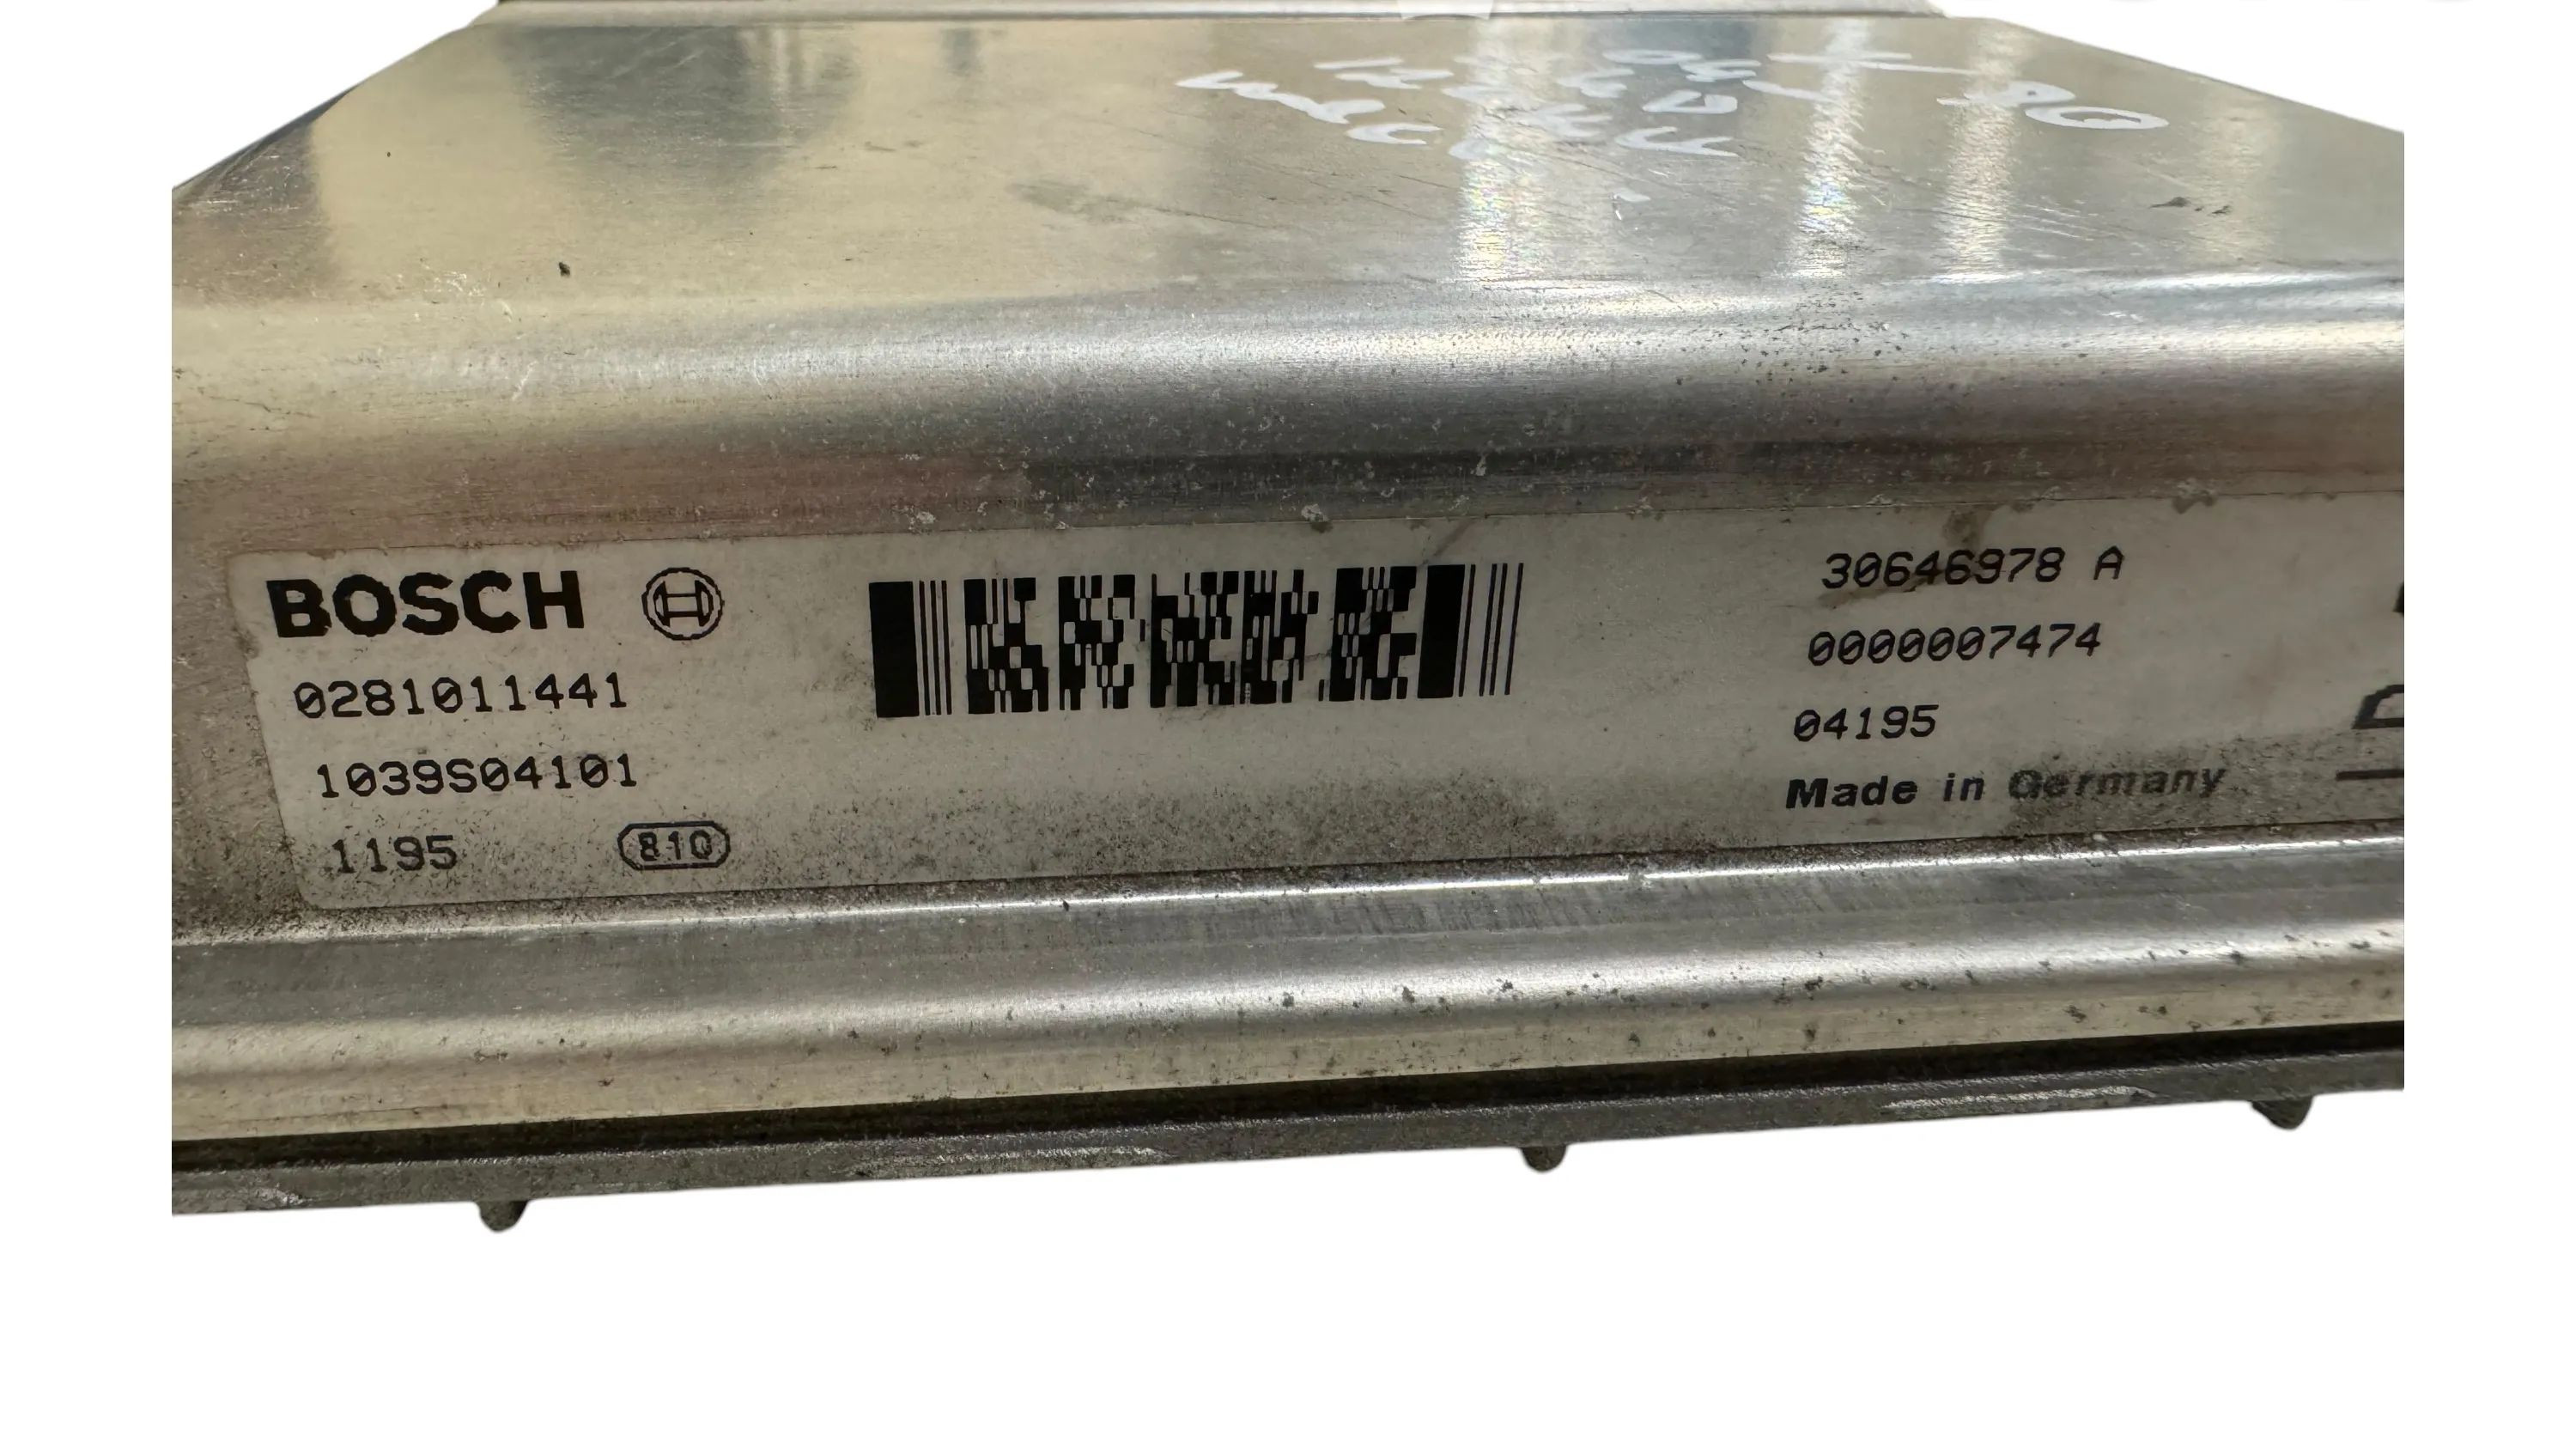 BOSCH
0281011441
1039S04101
1195
810
30646978 A
0000007474
04195
Made in Germany